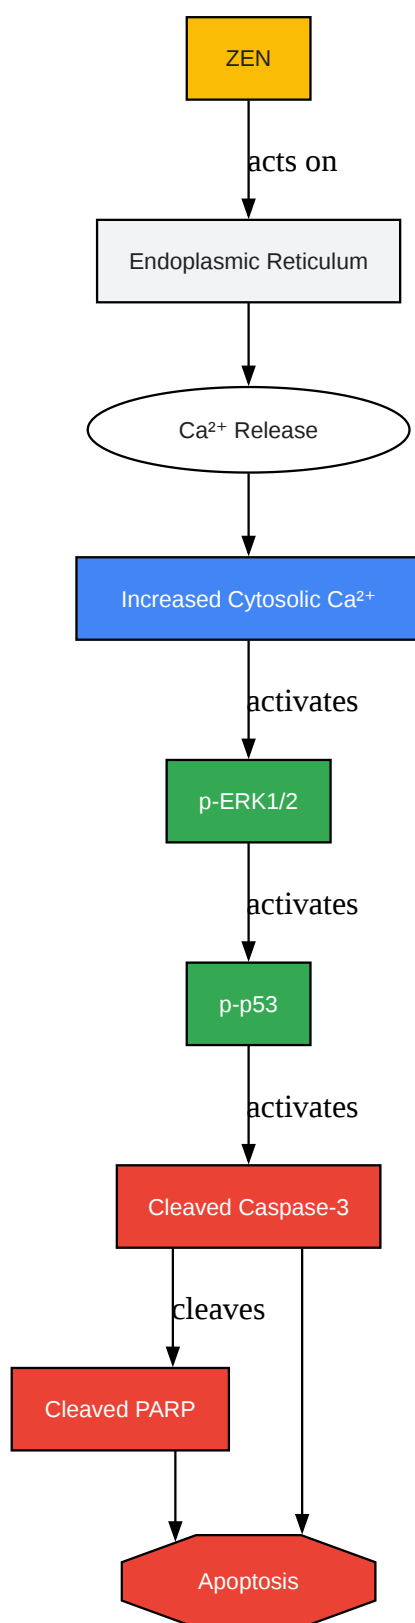 ZEN
acts on
Endoplasmic Reticulum
Ca²⁺ Release
Increased Cytosolic Ca²⁺
activates
p-ERK1/2
activates
p-p53
activates
Cleaved Caspase-3
cleaves
Cleaved PARP
Apoptosis